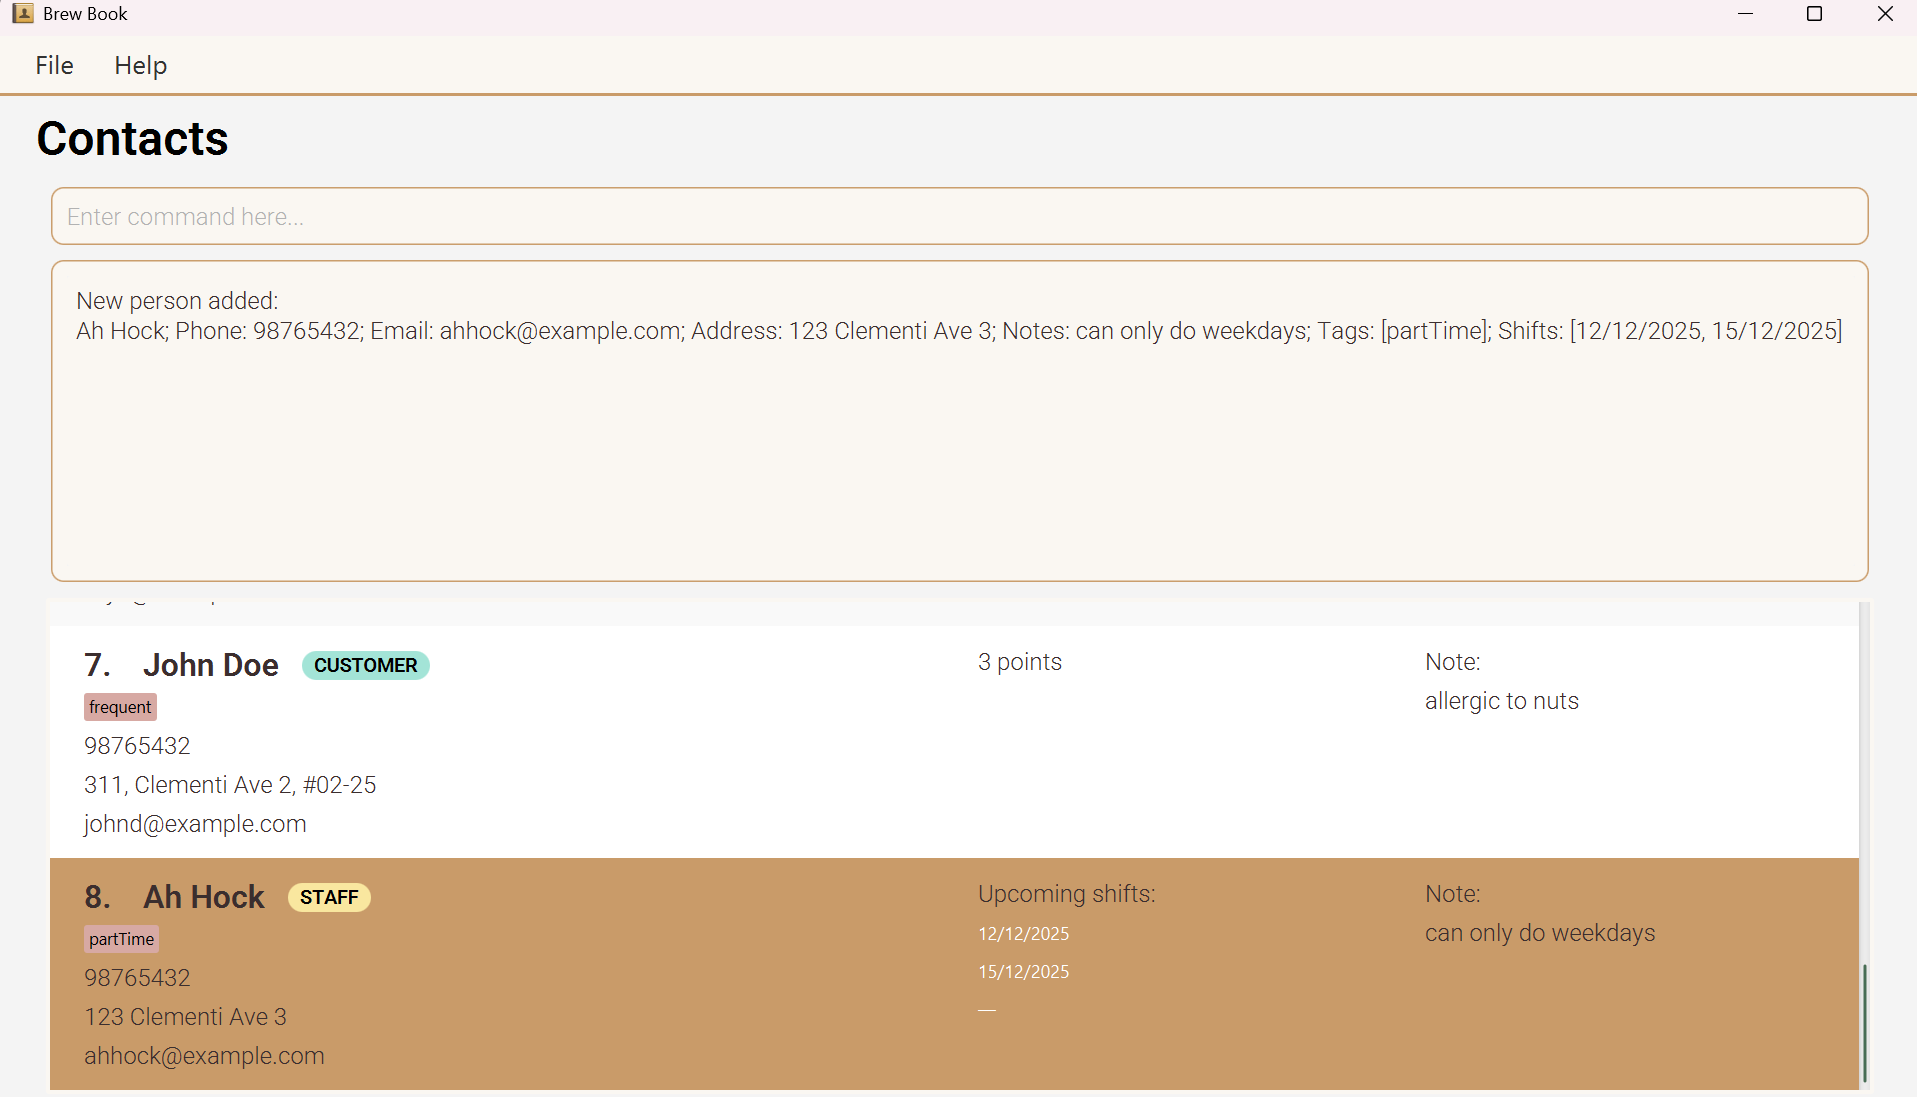 Brew Book
File Help
Contacts
Enter command here...
New person added:
Ah Hock; Phone: 98765432; Email: ahhock@example.com; Address: 123 Clementi Ave 3; Notes: can only do weekdays; Tags: [partTime]; Shifts: [12/12/2025, 15/12/2025]
7. John Doe CUSTOMER
frequent
98765432
311, Clementi Ave 2, #02-25
johnd@example.com
3 points
Note:
allergic to nuts
8. Ah Hock STAFF
partTime
98765432
123 Clementi Ave 3
ahhock@example.com
Upcoming shifts:
12/12/2025
15/12/2025
—
Note:
can only do weekdays